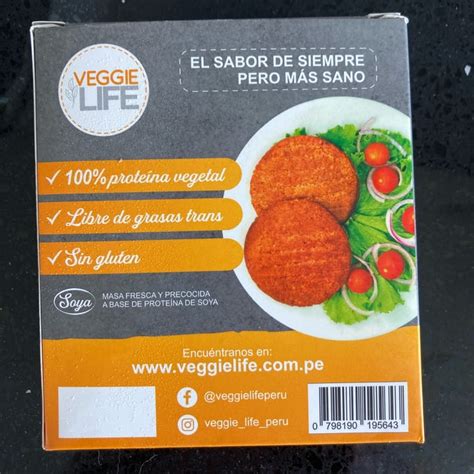 VEGGIE
LIFE
EL SABOR DE SIEMPRE
PERO MÁS SANO
100% proteína vegetal
Libre de grasas trans
Sin gluten
Soya
MASA FRESCA Y PRECOCIDA
A BASE DE PROTEÍNA DE SOYA
Encuéntranos en:
www.veggielife.com.pe
@veggielifeperu
veggie_life_peru
0 798190 195643